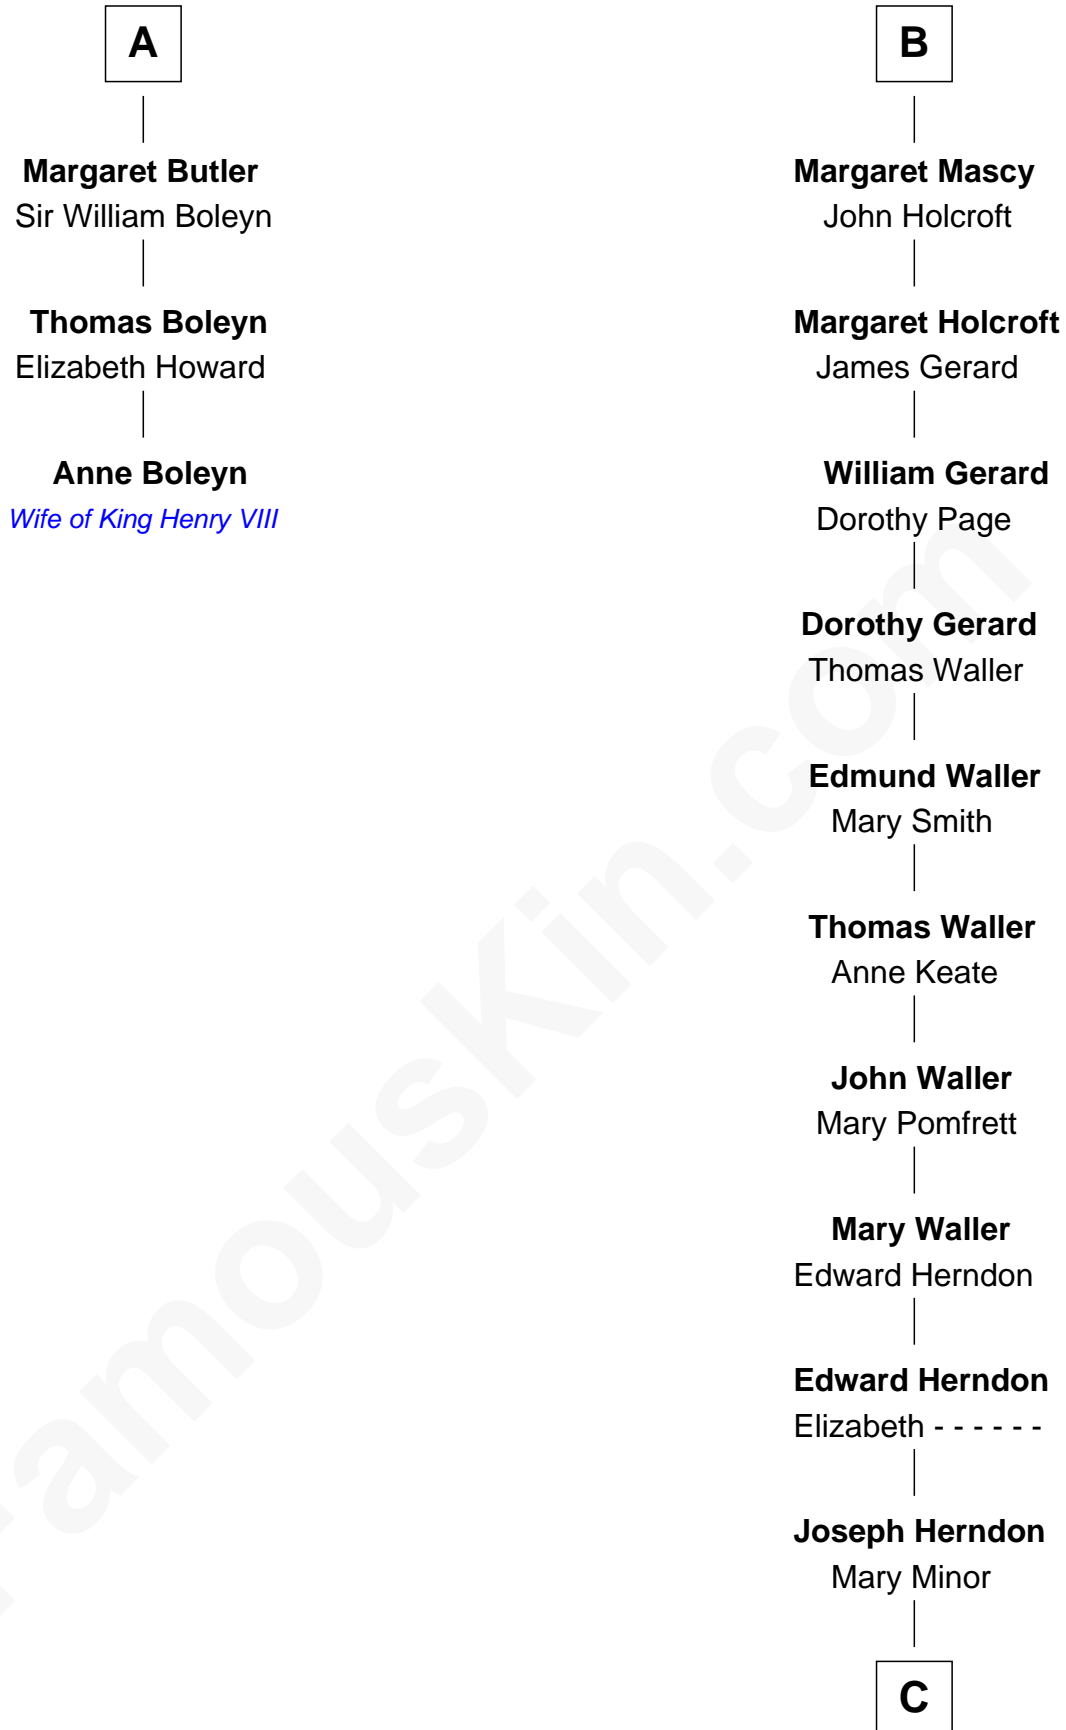 A
Margaret Butler
Sir William Boleyn
Thomas Boleyn
Elizabeth Howard
Anne Boleyn
Wife of King Henry VIII
B
Margaret Mascy
John Holcroft
Margaret Holcroft
James Gerard
William Gerard
Dorothy Page
Dorothy Gerard
Thomas Waller
Edmund Waller
Mary Smith
Thomas Waller
Anne Keate
John Waller
Mary Pomfrett
Mary Waller
Edward Herndon
Edward Herndon
Elizabeth - - - - - -
Joseph Herndon
Mary Minor
C
FamousKin.com